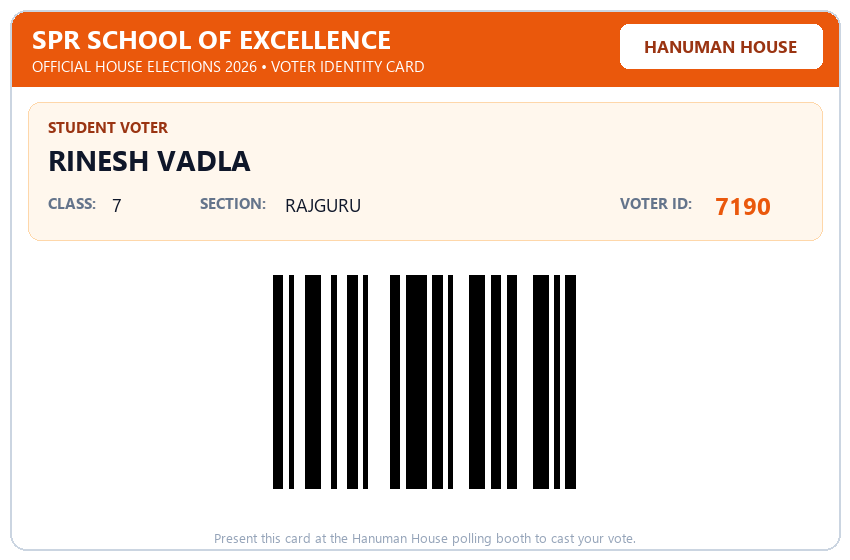 SPR SCHOOL OF EXCELLENCE
OFFICIAL HOUSE ELECTIONS 2026 • VOTER IDENTITY CARD
HANUMAN HOUSE
STUDENT VOTER
RINESH VADLA
CLASS: 7 SECTION: RAJGURU VOTER ID: 7190
Present this card at the Hanuman House polling booth to cast your vote.